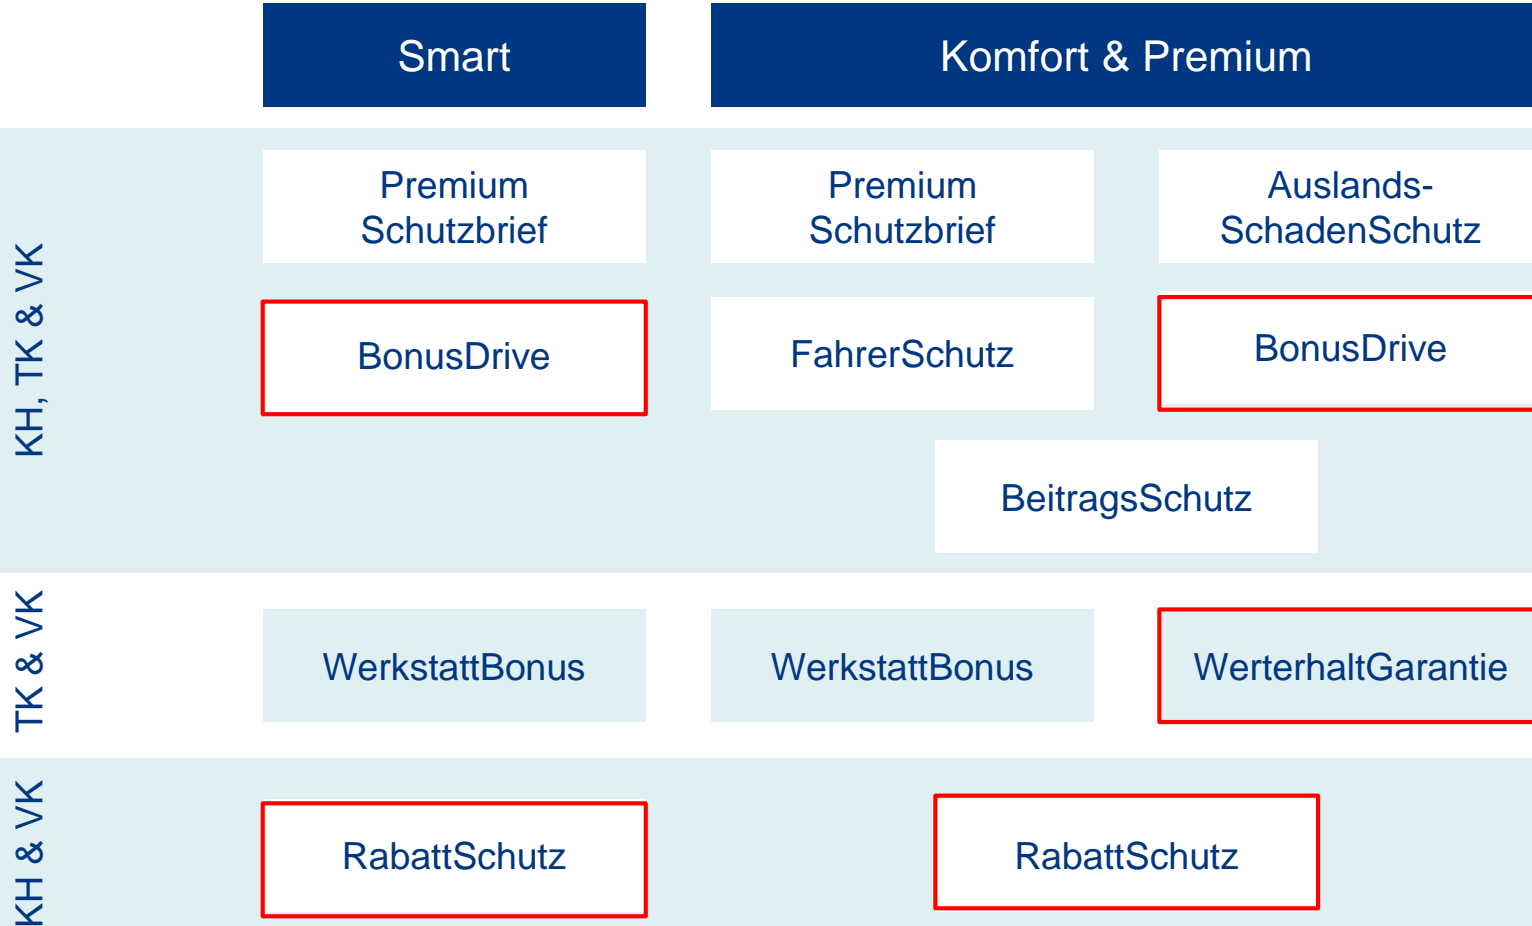 Smart
Komfort & Premium
KH, TK & VK
Premium
Schutzbrief
Premium
Schutzbrief
Auslands-
SchadenSchutz
BonusDrive
FahrerSchutz
BonusDrive
BeitragsSchutz
TK & VK
WerkstattBonus
WerkstattBonus
WerterhaltGarantie
KH & VK
RabattSchutz
RabattSchutz